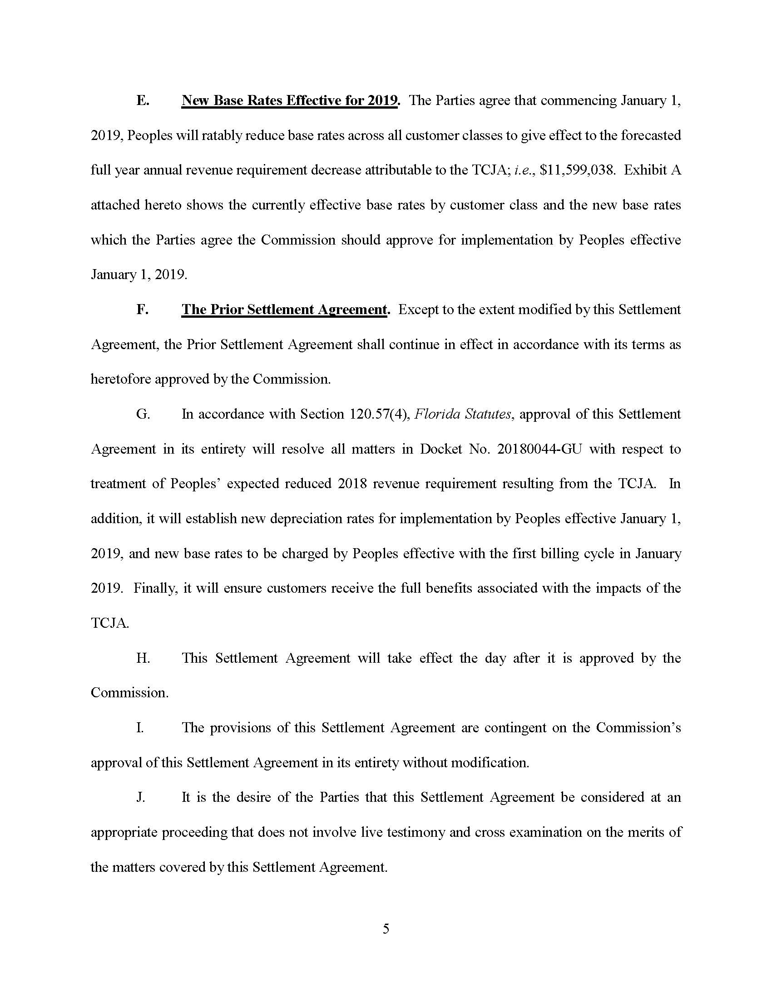 E. New Base Rates Effective for 2019. The Parties agree that commencing January 1,
2019, Peoples will ratably reduce base rates across all customer classes to give effect to the forecasted
full year annual revenue requirement decrease attributable to the TCJA; i.e., $11,599,038. Exhibit A
attached hereto shows the currently effective base rates by customer class and the new base rates
which the Parties agree the Commission should approve for implementation by Peoples effective
January 1, 2019.
F. The Prior Settlement Agreement. Except to the extent modified by this Settlement
Agreement, the Prior Settlement Agreement shall continue in effect in accordance with its terms as
heretofore approved by the Commission.
G. In accordance with Section 120.57(4), Florida Statutes, approval of this Settlement
Agreement in its entirety will resolve all matters in Docket No. 20180044-GU with respect to
treatment of Peoples’ expected reduced 2018 revenue requirement resulting from the TCJA. In
addition, it will establish new depreciation rates for implementation by Peoples effective January 1,
2019, and new base rates to be charged by Peoples effective with the first billing cycle in January
2019. Finally, it will ensure customers receive the full benefits associated with the impacts of the
TCJA.
H. This Settlement Agreement will take effect the day after it is approved by the
Commission.
I. The provisions of this Settlement Agreement are contingent on the Commission’s
approval of this Settlement Agreement in its entirety without modification.
J. It is the desire of the Parties that this Settlement Agreement be considered at an
appropriate proceeding that does not involve live testimony and cross examination on the merits of
the matters covered by this Settlement Agreement.
5